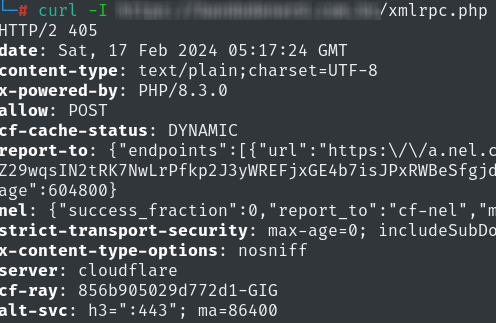 └─# curl -I /xmlrpc.php
HTTP/2 405
date: Sat, 17 Feb 2024 05:17:24 GMT
content-type: text/plain;charset=UTF-8
x-powered-by: PHP/8.3.0
allow: POST
cf-cache-status: DYNAMIC
report-to: {"endpoints":[{"url":"https:\/\/a.nel.c
Z29wqsIN2tRK7NwLrPfkp2J3yWREFjxGE4b7isJPxRWBeSfgjd
age":604800}
nel: {"success_fraction":0,"report_to":"cf-nel","m
strict-transport-security: max-age=0; includeSubDo
x-content-type-options: nosniff
server: cloudflare
cf-ray: 856b905029d772d1-GIG
alt-svc: h3=":443"; ma=86400